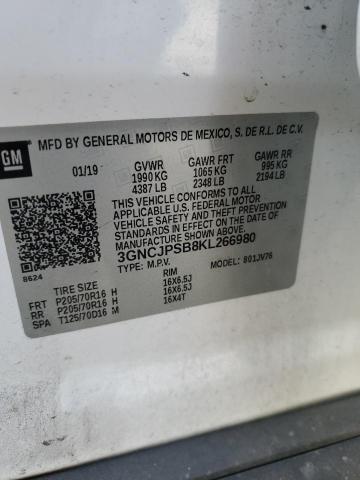 GM
MFD BY GENERAL MOTORS DE MEXICO, S. DE R.L. DE C.V.
01/19 GVWR GAWR FRT GAWR RR
1990 KG 1065 KG 995 KG
4387 LB 2348 LB 2194 LB
THIS VEHICLE CONFORMS TO ALL
APPLICABLE U.S. FEDERAL MOTOR
VEHICLE SAFETY STANDARDS IN
EFFECT ON THE DATE OF
MANUFACTURE SHOWN ABOVE.
3GNCJPSB8KL266980
TYPE: M.P.V. MODEL: 801JV76
8624
TIRE SIZE RIM
FRT P205/70R16 H 16X6.5J
RR P205/70R16 H 16X6.5J
SPA T125/70D16 M 16X4T